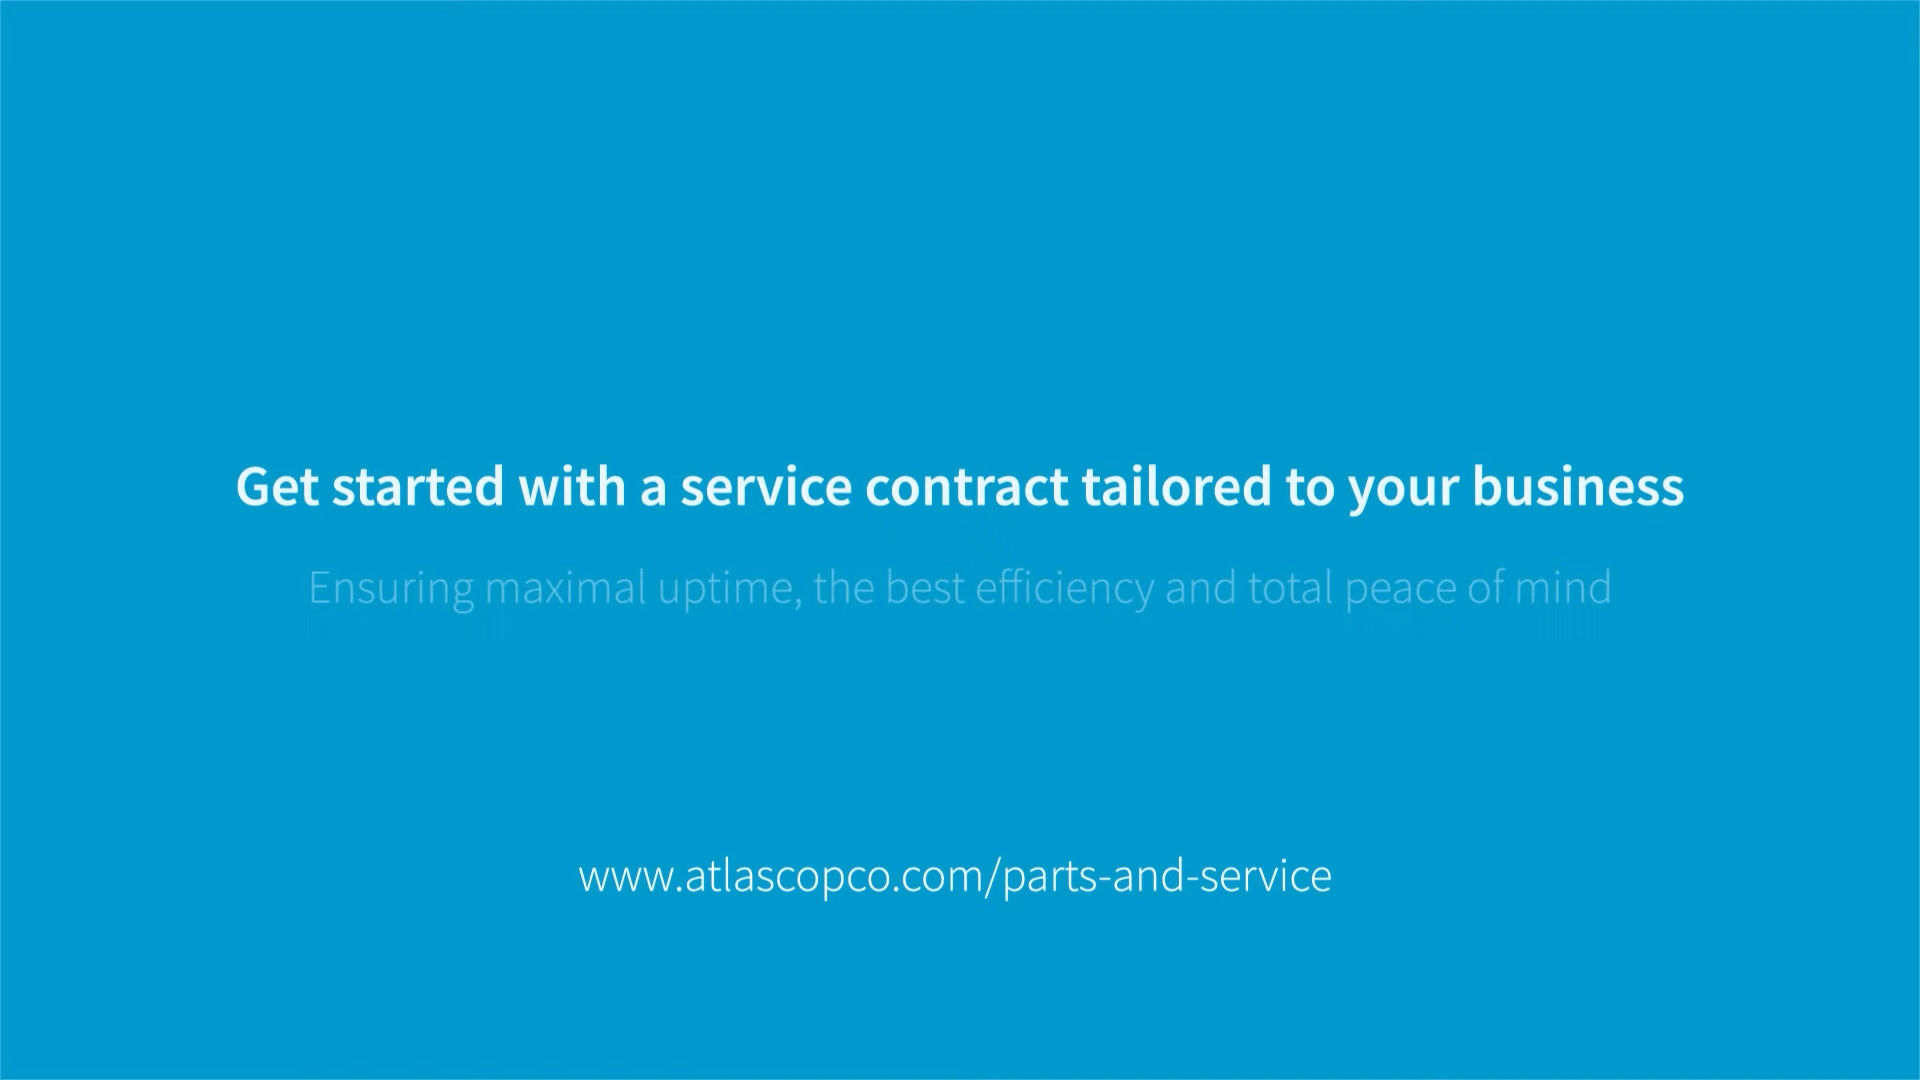 Get started with a service contract tailored to your business
Ensuring maximal uptime, the best efficiency and total peace of mind
www.atlascopco.com/parts-and-service